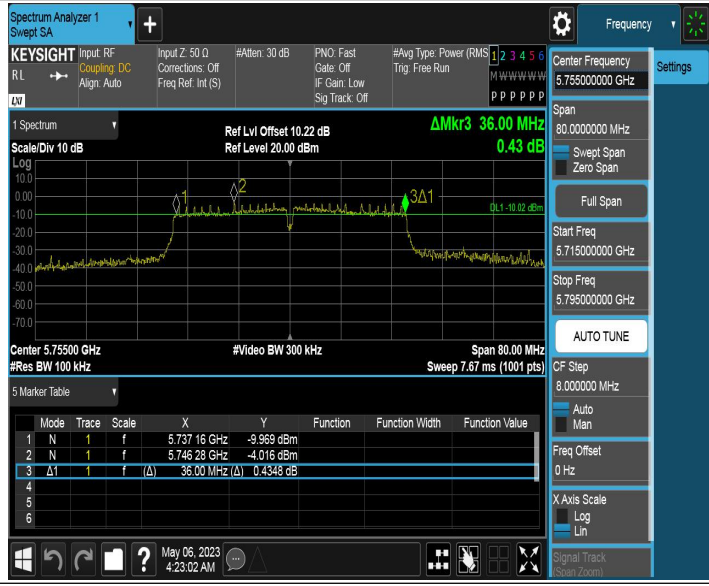 Spectrum Analyzer 1
Swept SA
+
Frequency
KEYSIGHT
RL
LXI
Input: RF
Coupling: DC
Align: Auto
Input Z: 50 Ω
Corrections: Off
Freq Ref: Int (S)
#Atten: 30 dB
PNO: Fast
Gate: Off
IF Gain: Low
Sig Track: Off
#Avg Type: Power (RMS
Trig: Free Run
1 2 3 4 5 6
M W W W W W
P P P P P P
Center Frequency
5.755000000 GHz
Settings
Span
80.0000000 MHz
Swept Span
Zero Span
Full Span
Start Freq
5.715000000 GHz
Stop Freq
5.795000000 GHz
AUTO TUNE
CF Step
8.000000 MHz
Auto
Man
Freq Offset
0 Hz
X Axis Scale
Log
Lin
Signal Track
(Span Zoom)
1 Spectrum
Scale/Div 10 dB
Ref Lvl Offset 10.22 dB
Ref Level 20.00 dBm
ΔMkr3 36.00 MHz
0.43 dB
Log
10.0
0.00
-10.0
-20.0
-30.0
-40.0
-50.0
-60.0
-70.0
1
2
3Δ1
DL1 -10.02 dBm
Center 5.75500 GHz
#Video BW 300 kHz
Span 80.00 MHz
#Res BW 100 kHz
Sweep 7.67 ms (1001 pts)
5 Marker Table
Mode Trace Scale X Y Function Function Width Function Value
1 N 1 f 5.737 16 GHz -9.969 dBm
2 N 1 f 5.746 28 GHz -4.016 dBm
3 Δ1 1 f (Δ) 36.00 MHz (Δ) 0.4348 dB
4
5
6
?
May 06, 2023
4:23:02 AM